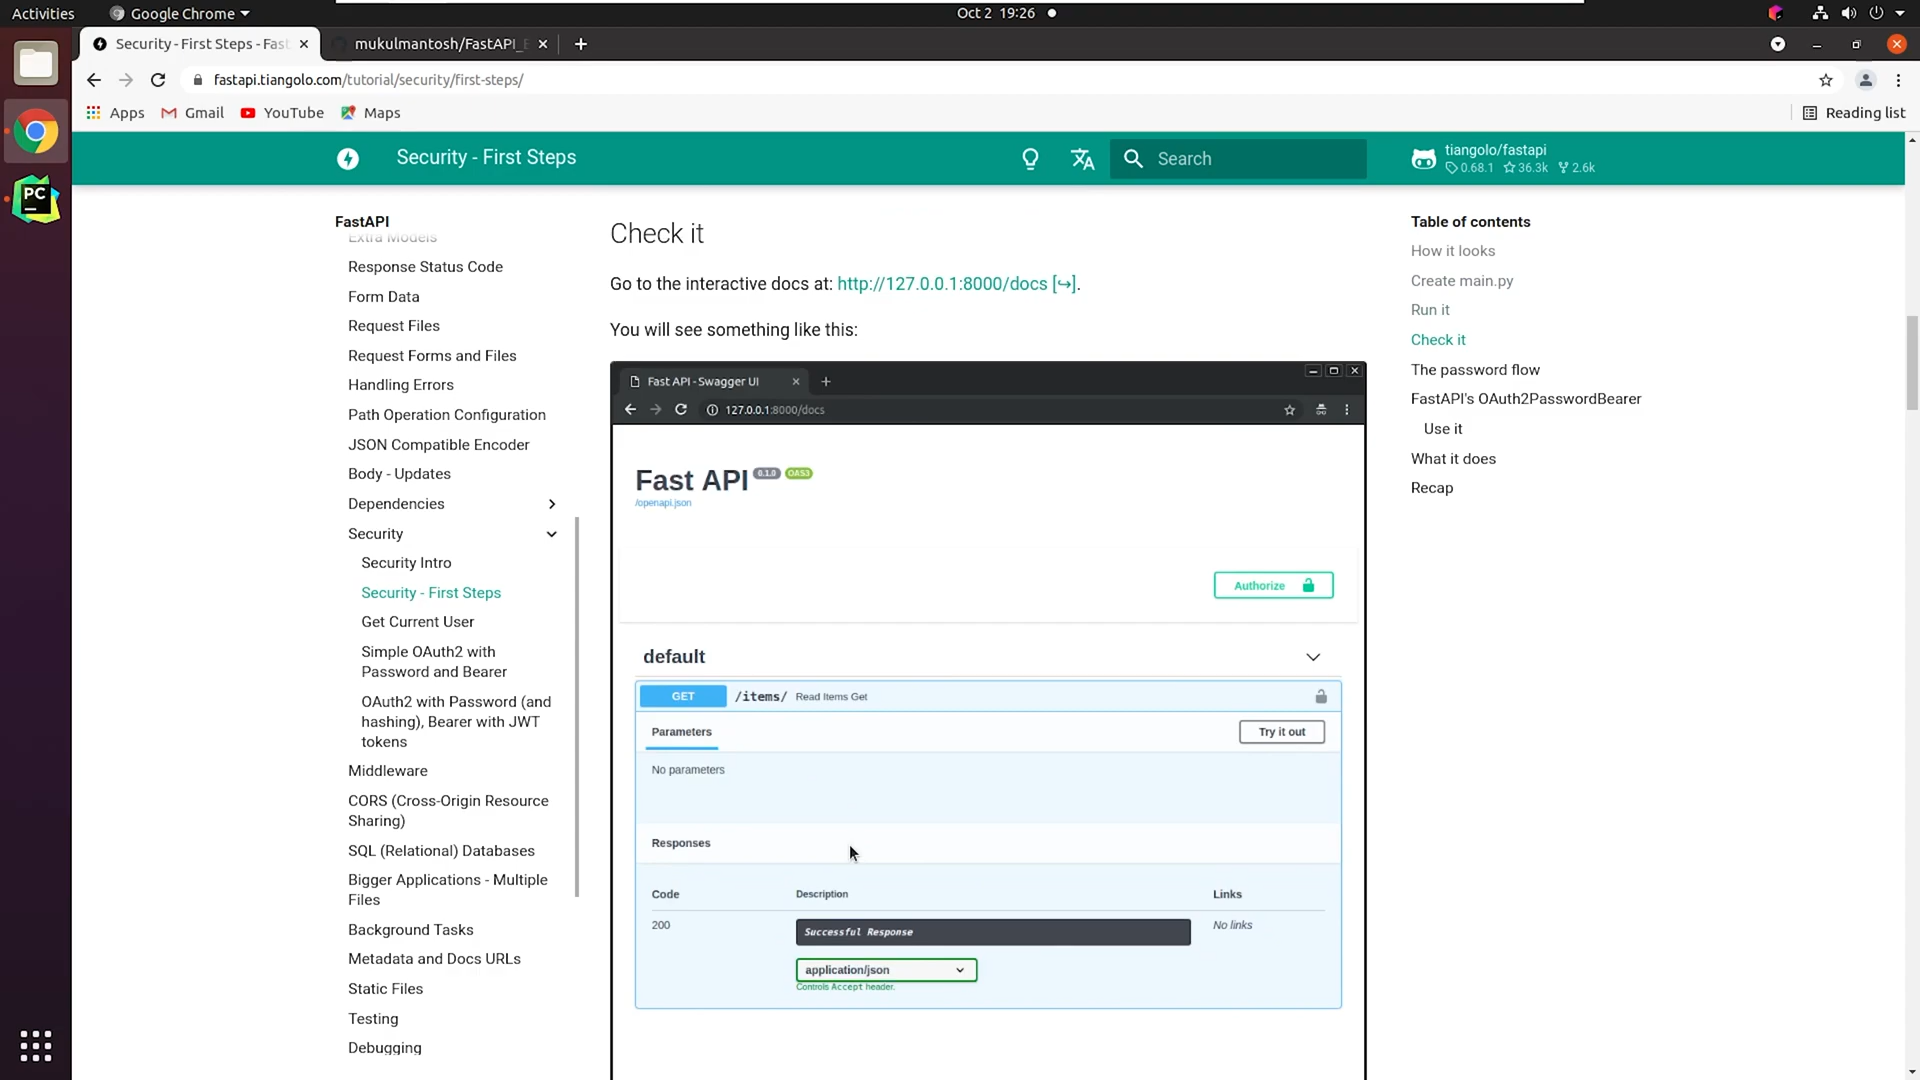 Activities
Google Chrome
Oct 2 19:26
Security - First Steps - Fast
mukulmantosh/FastAPI_E
fastapi.tiangolo.com/tutorial/security/first-steps/
Apps
Gmail
YouTube
Maps
Reading list
Security - First Steps
Search
tiangolo/fastapi
0.68.1 36.3k 2.6k
FastAPI
Extra Models
Response Status Code
Form Data
Request Files
Request Forms and Files
Handling Errors
Path Operation Configuration
JSON Compatible Encoder
Body - Updates
Dependencies
Security
Security Intro
Security - First Steps
Get Current User
Simple OAuth2 with
Password and Bearer
OAuth2 with Password (and
hashing), Bearer with JWT
tokens
Middleware
CORS (Cross-Origin Resource
Sharing)
SQL (Relational) Databases
Bigger Applications - Multiple
Files
Background Tasks
Metadata and Docs URLs
Static Files
Testing
Debugging
Check it
Go to the interactive docs at: http://127.0.0.1:8000/docs [↪].
You will see something like this:
Fast API - Swagger UI
127.0.0.1:8000/docs
Fast API 0.1.0 OAS3
/openapi.json
Authorize
default
GET /items/ Read Items Get
Parameters
Try it out
No parameters
Responses
Code Description Links
200 Successful Response No links
application/json
Controls Accept header.
Table of contents
How it looks
Create main.py
Run it
Check it
The password flow
FastAPI's OAuth2PasswordBearer
Use it
What it does
Recap
PC